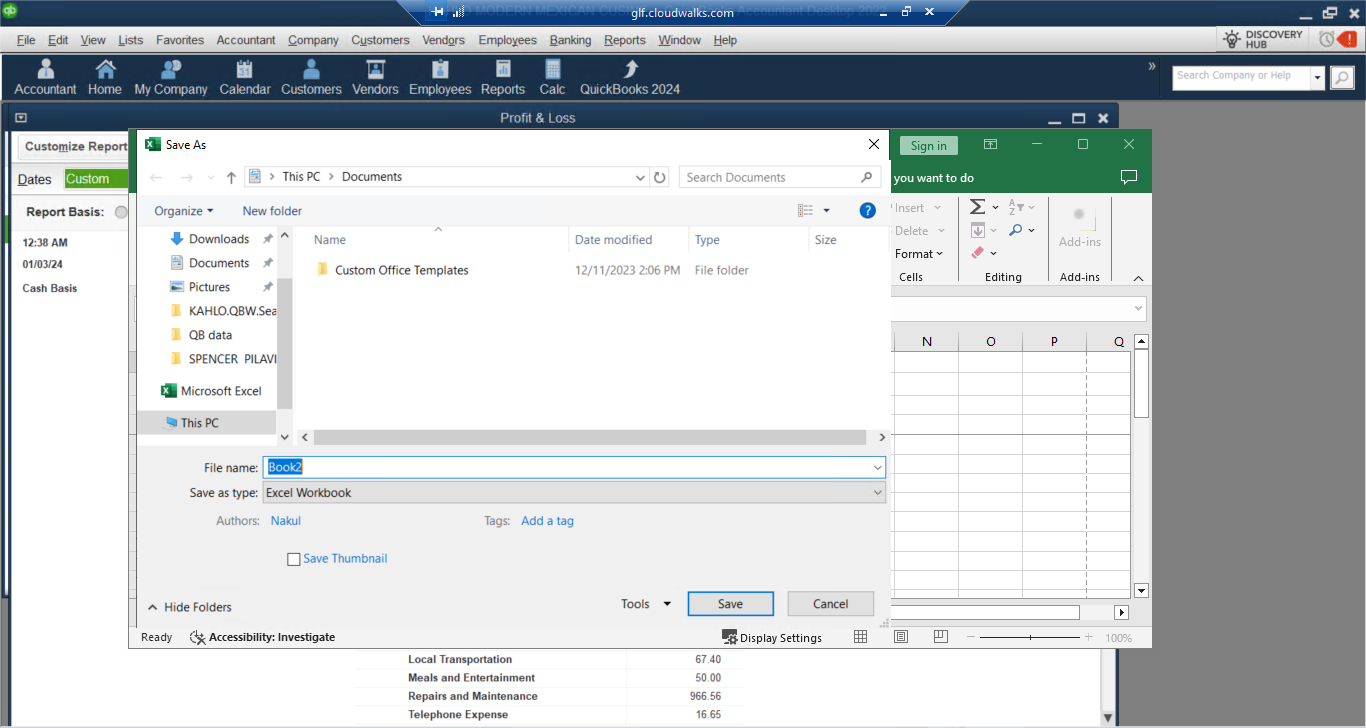 glf.cloudwalks.com
File Edit View Lists Favorites Accountant Company Customers Vendors Employees Banking Reports Window Help
DISCOVERY
HUB
Accountant Home My Company Calendar Customers Vendors Employees Reports Calc QuickBooks 2024
Search Company or Help
Profit & Loss
Customize Report
Save As
Sign in
Dates Custom
This PC > Documents
Search Documents
you want to do
Report Basis:
Organize New folder
Insert
Delete
Format
Cells
Editing
Add-ins
Add-ins
12:38 AM
01/03/24
Cash Basis
Downloads
Documents
Pictures
KAHLO.QBW.Sea
QB data
SPENCER PILAVI
Microsoft Excel
This PC
Name Date modified Type Size
Custom Office Templates 12/11/2023 2:06 PM File folder
N O P Q
File name: Book2
Save as type: Excel Workbook
Authors: Nakul Tags: Add a tag
Save Thumbnail
Hide Folders Tools Save Cancel
Ready Accessibility: Investigate Display Settings 100%
Local Transportation 67.40
Meals and Entertainment 50.00
Repairs and Maintenance 966.56
Telephone Expense 16.65